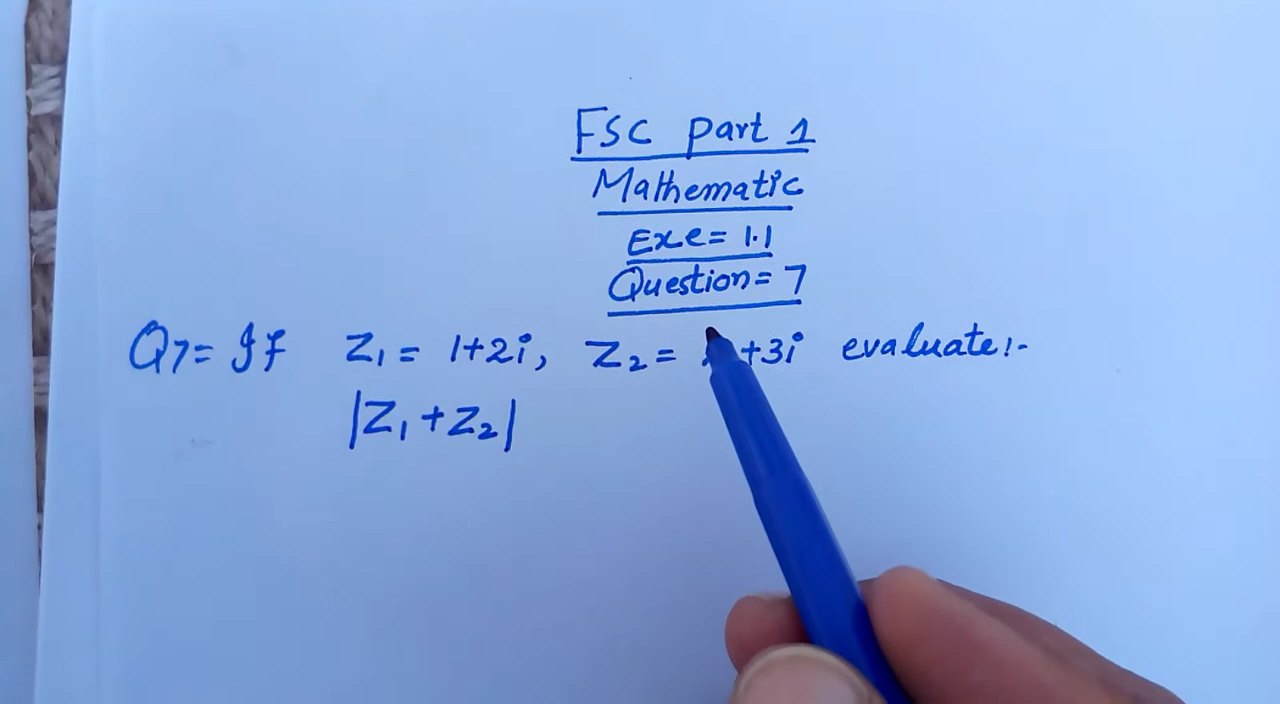 FSC part 1
Mathematic
Exe = 1.1
Question = 7
Q7 = If Z₁ = 1+2i, Z₂ = +3i evaluate:-
|Z₁ + Z₂|